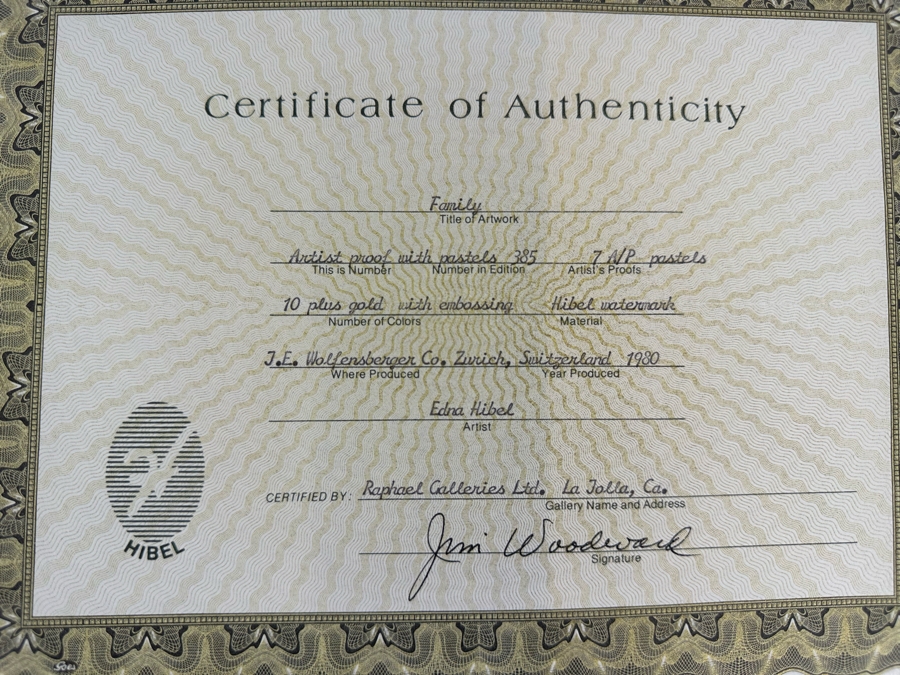 Certificate of Authenticity
Family
Title of Artwork
Artist proof with pastels 385 7 A/P pastels
This is Number Number in Edition Artist's Proofs
10 plus gold with embossing Hibel watermark
Number of Colors Material
J.E. Wolfensberger Co. Zurich, Switzerland 1980
Where Produced Year Produced
Edna Hibel
Artist
CERTIFIED BY: Raphael Galleries Ltd. La Jolla, Ca.
Gallery Name and Address
Jim Woodward
Signature
HIBEL
Goes